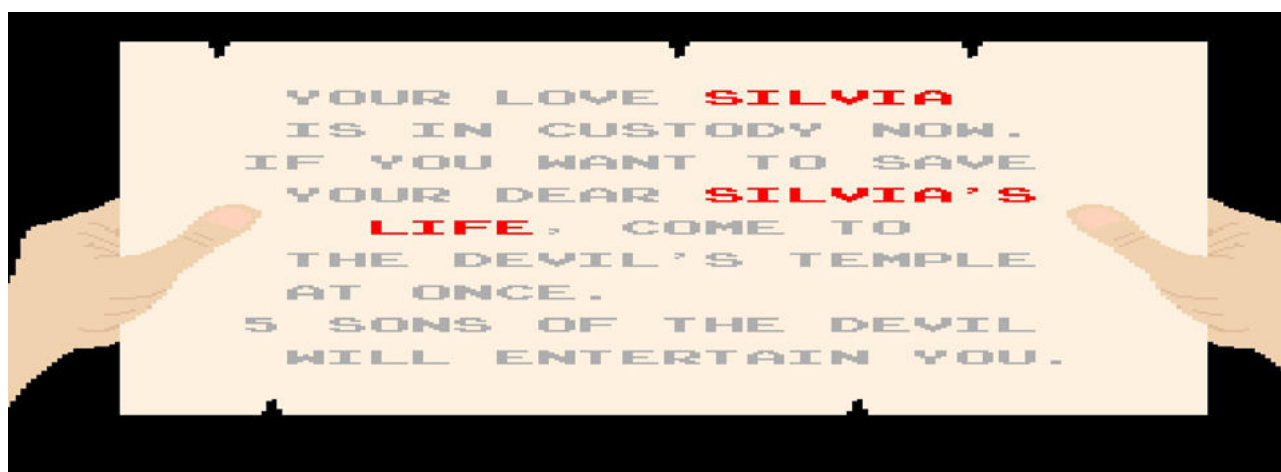 YOUR LOVE SILVIA
IS IN CUSTODY NOW.
IF YOU WANT TO SAVE
YOUR DEAR SILVIA'S
LIFE, COME TO
THE DEVIL'S TEMPLE
AT ONCE.
5 SONS OF THE DEVIL
WILL ENTERTAIN YOU.